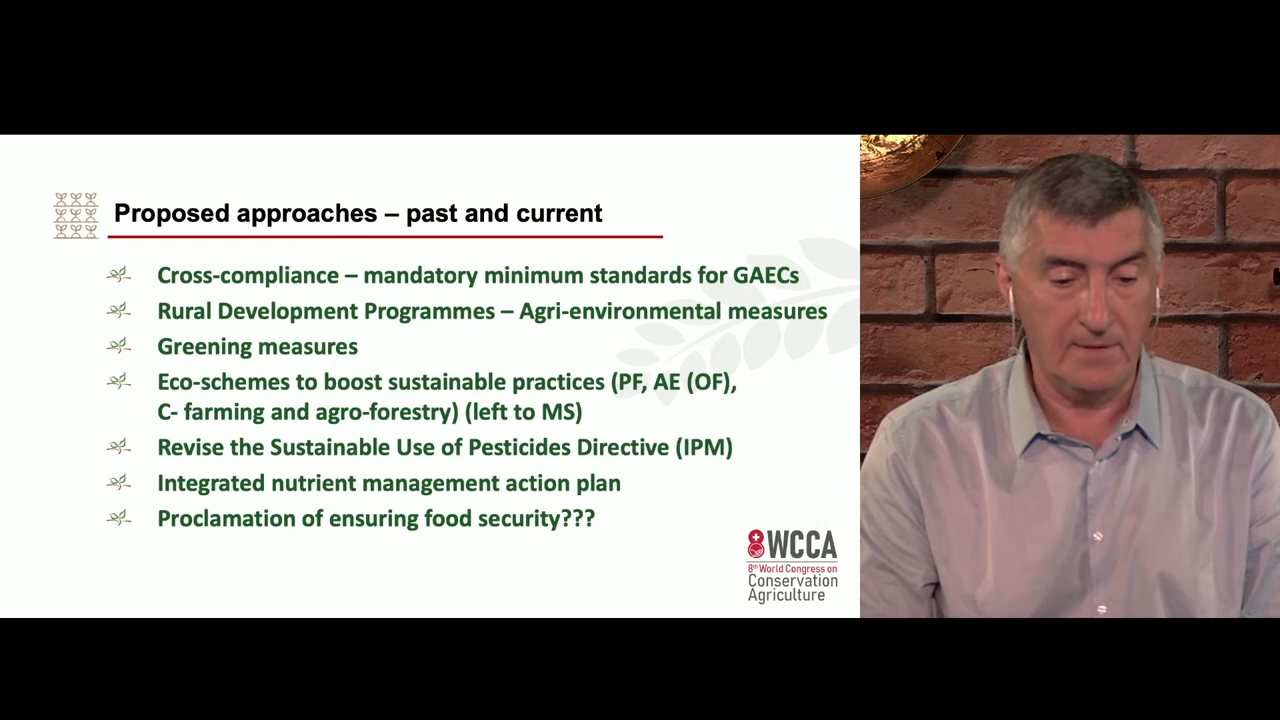 Proposed approaches – past and current
Cross-compliance – mandatory minimum standards for GAECs
Rural Development Programmes – Agri-environmental measures
Greening measures
Eco-schemes to boost sustainable practices (PF, AE (OF),
C- farming and agro-forestry) (left to MS)
Revise the Sustainable Use of Pesticides Directive (IPM)
Integrated nutrient management action plan
Proclamation of ensuring food security???
8WCCA
8th World Congress on
Conservation
Agriculture